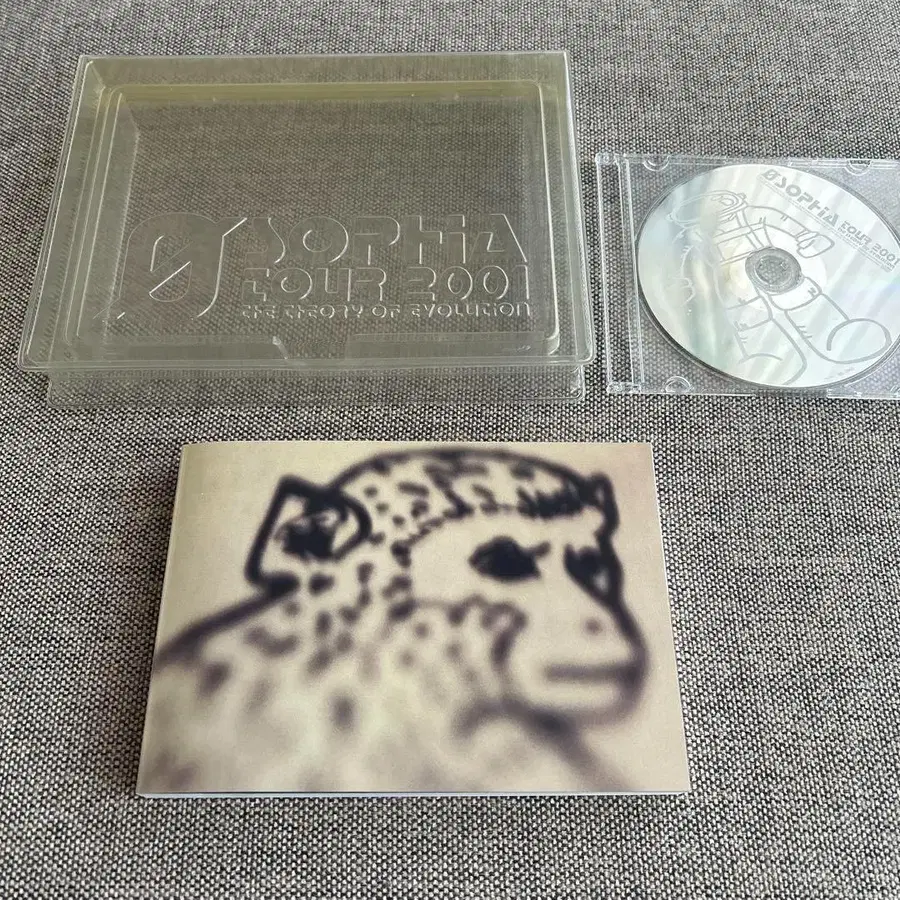 SOPHiA
TOUR 2001
THE THEORY OF EVOLUTION
SOPHiA TOUR 2001